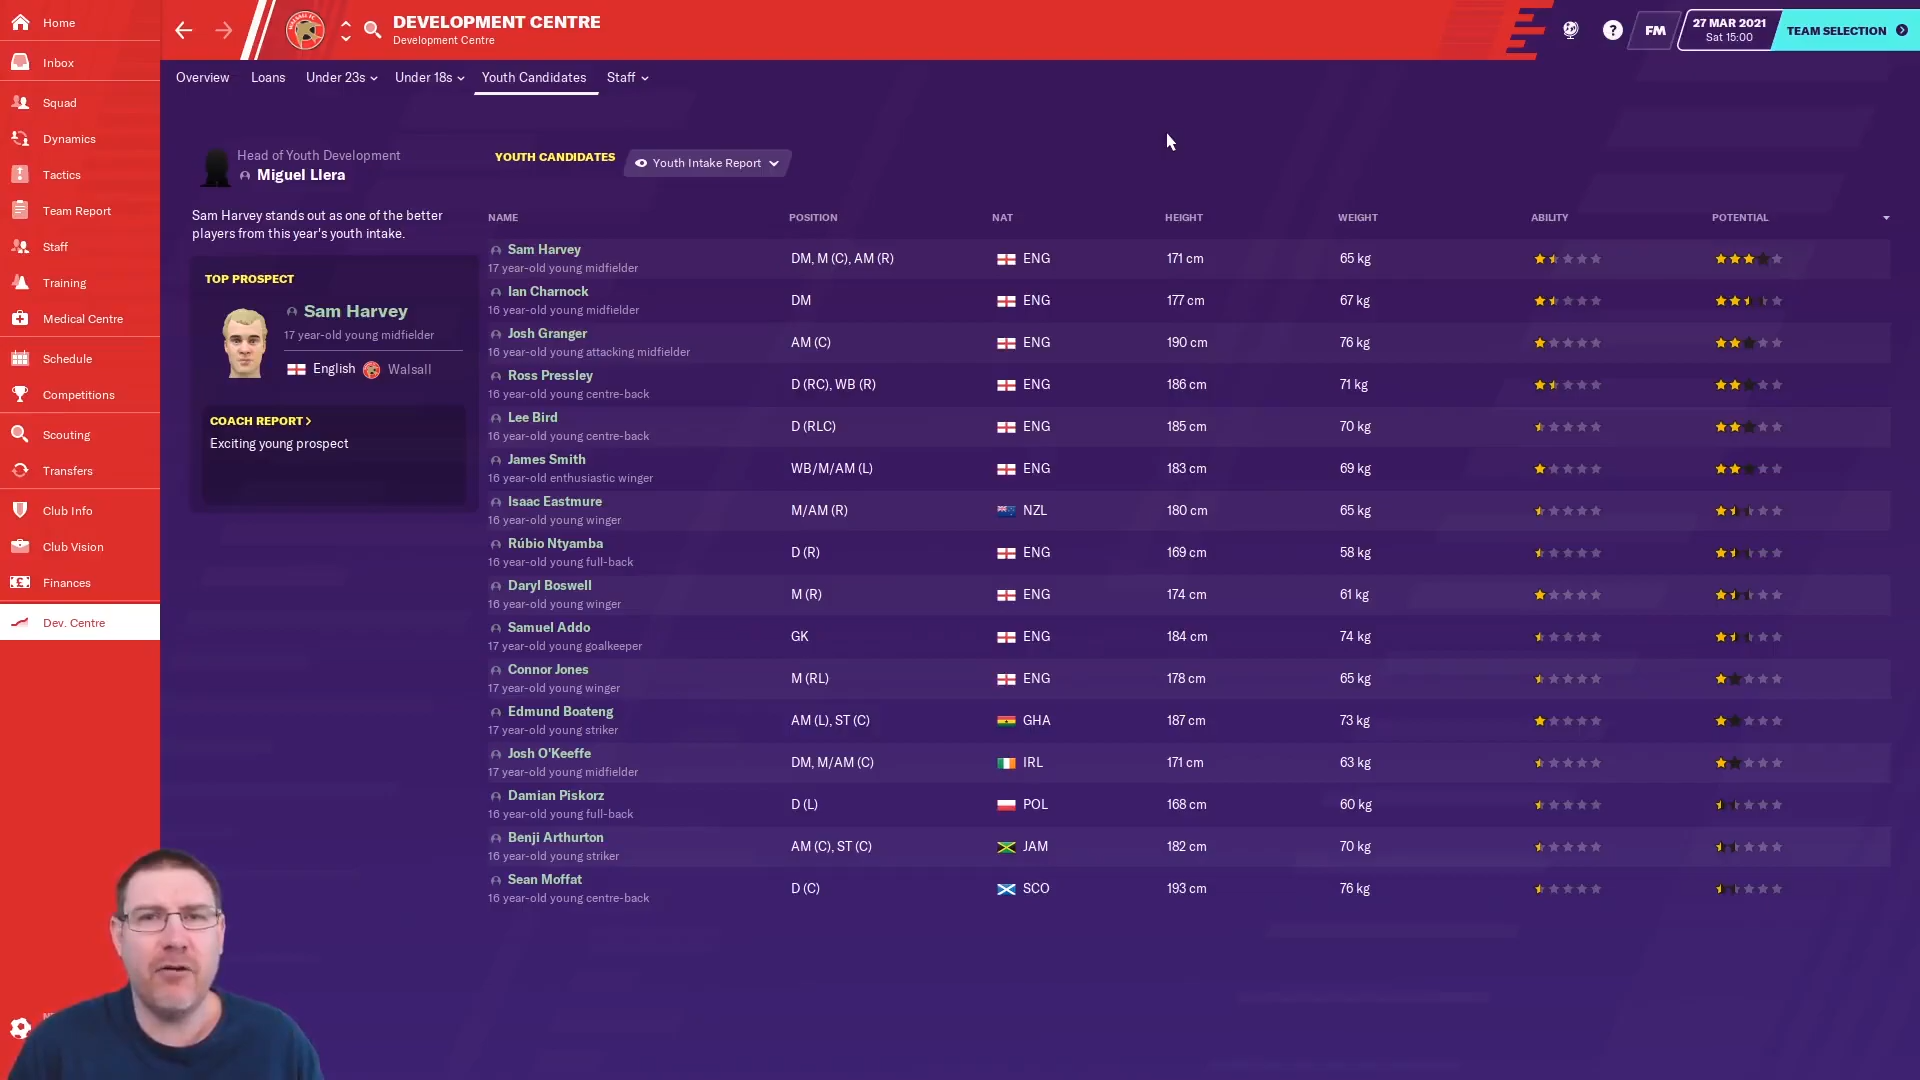 Home
Inbox
Squad
Dynamics
Tactics
Team Report
Staff
Training
Medical Centre
Schedule
Competitions
Scouting
Transfers
Club Info
Club Vision
Finances
Dev. Centre
DEVELOPMENT CENTRE
Development Centre
FM
27 MAR 2021
Sat 15:00
TEAM SELECTION
Overview Loans Under 23s Under 18s Youth Candidates Staff
Head of Youth Development
Miguel Llera
Sam Harvey stands out as one of the better
players from this year's youth intake.
TOP PROSPECT
Sam Harvey
17 year-old young midfielder
English Walsall
COACH REPORT
Exciting young prospect
YOUTH CANDIDATES Youth Intake Report
NAME POSITION NAT HEIGHT WEIGHT ABILITY POTENTIAL
Sam Harvey
17 year-old young midfielder
DM, M (C), AM (R) ENG 171 cm 65 kg
Ian Charnock
16 year-old young midfielder
DM ENG 177 cm 67 kg
Josh Granger
16 year-old young attacking midfielder
AM (C) ENG 190 cm 76 kg
Ross Pressley
16 year-old young centre-back
D (RC), WB (R) ENG 186 cm 71 kg
Lee Bird
16 year-old young centre-back
D (RLC) ENG 185 cm 70 kg
James Smith
16 year-old enthusiastic winger
WB/M/AM (L) ENG 183 cm 69 kg
Isaac Eastmure
16 year-old young winger
M/AM (R) NZL 180 cm 65 kg
Rúbio Ntyamba
16 year-old young full-back
D (R) ENG 169 cm 58 kg
Daryl Boswell
16 year-old young winger
M (R) ENG 174 cm 61 kg
Samuel Addo
17 year-old young goalkeeper
GK ENG 184 cm 74 kg
Connor Jones
17 year-old young winger
M (RL) ENG 178 cm 65 kg
Edmund Boateng
17 year-old young striker
AM (L), ST (C) GHA 187 cm 73 kg
Josh O'Keeffe
17 year-old young midfielder
DM, M/AM (C) IRL 171 cm 63 kg
Damian Piskorz
16 year-old young full-back
D (L) POL 168 cm 60 kg
Benji Arthurton
16 year-old young striker
AM (C), ST (C) JAM 182 cm 70 kg
Sean Moffat
16 year-old young centre-back
D (C) SCO 193 cm 76 kg